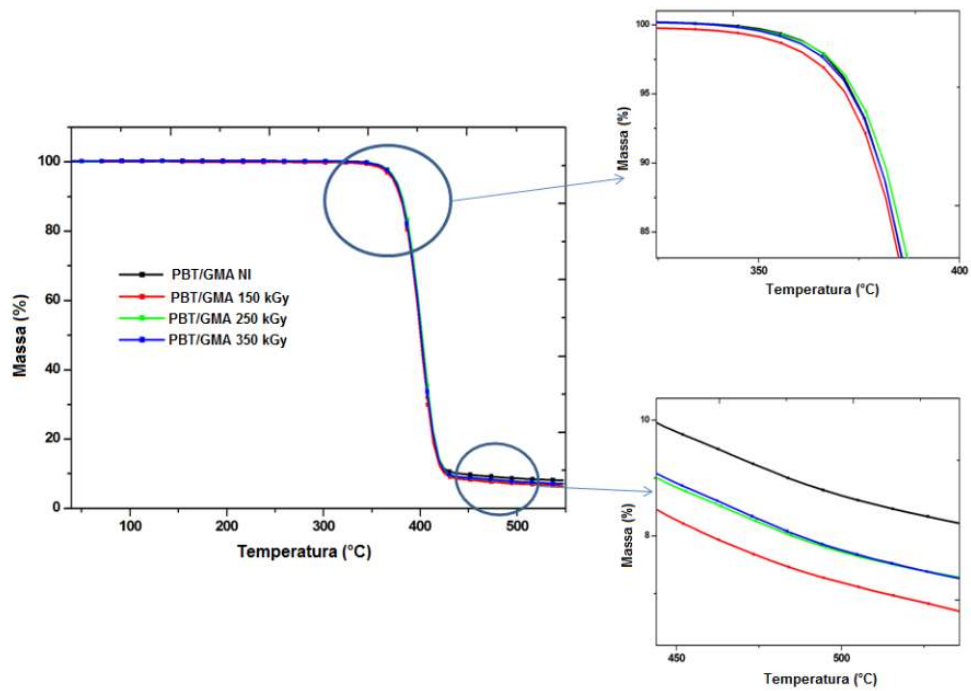 100
80
60
40
20
10
0
Massa (%)
PBT/GMA NI
PBT/GMA 150 kGy
PBT/GMA 250 kGy
PBT/GMA 350 kGy
100
200
300
400
500
Temperatura (°C)
100
95
90
85
Massa (%)
350
400
Temperatura (°C)
10
8
Massa (%)
450
500
Temperatura (°C)